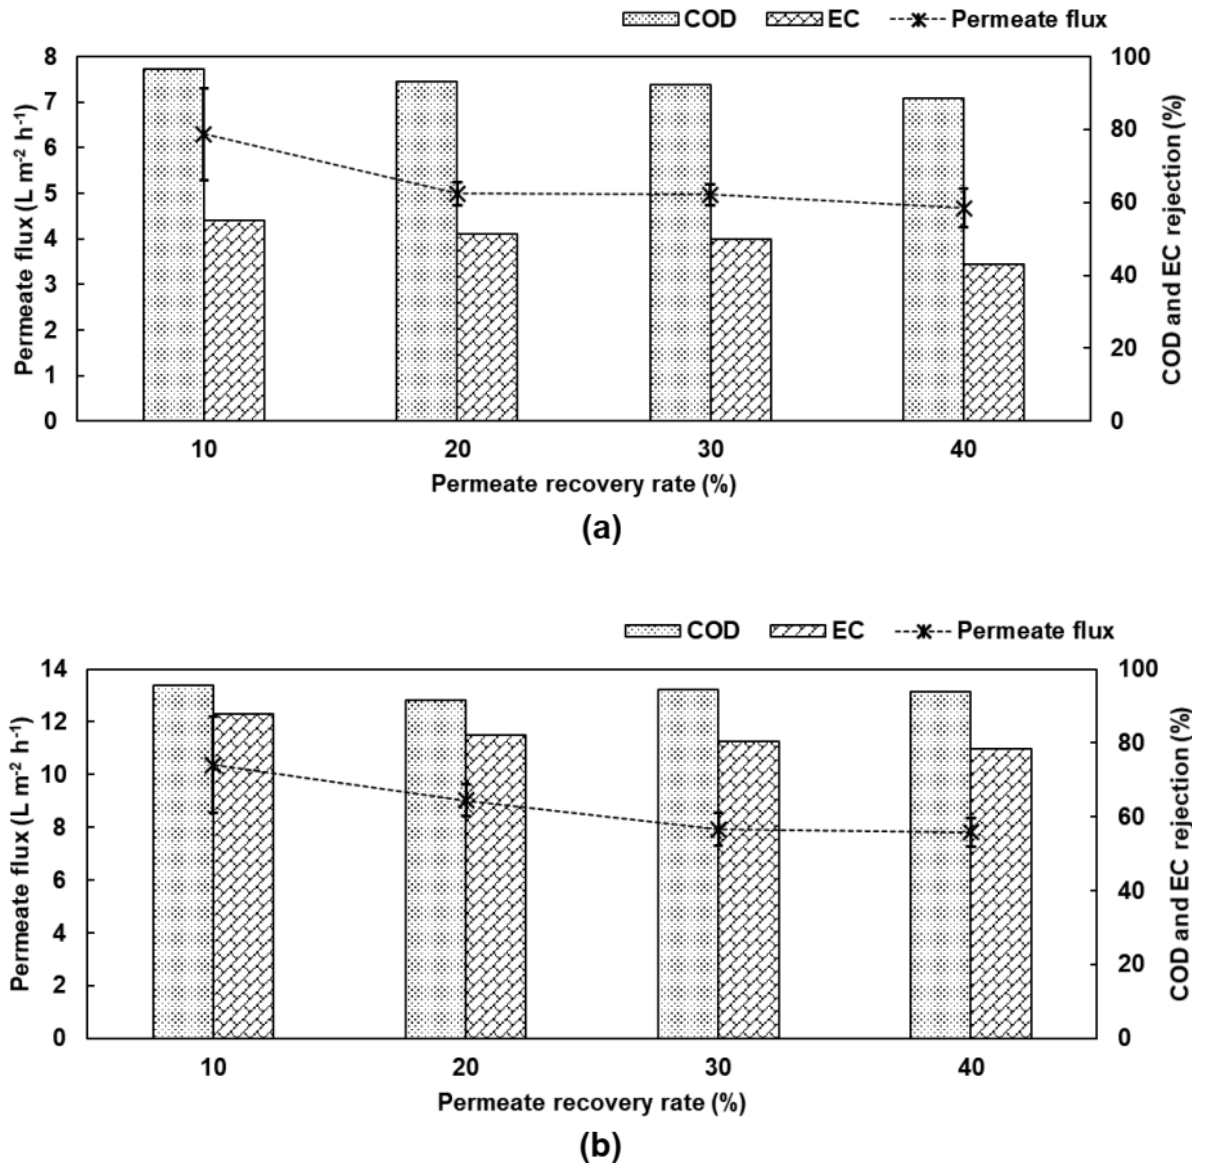 COD EC Permeate flux
8 100
7
80
6
5 60
4
40
3
2 20
1
0 0
Permeate flux (L m⁻² h⁻¹)
COD and EC rejection (%)
10 20 30 40
Permeate recovery rate (%)
(a)
COD EC Permeate flux
14 100
12
80
10
8 60
6
40
4
20
2
0 0
Permeate flux (L m⁻² h⁻¹)
COD and EC rejection (%)
10 20 30 40
Permeate recovery rate (%)
(b)